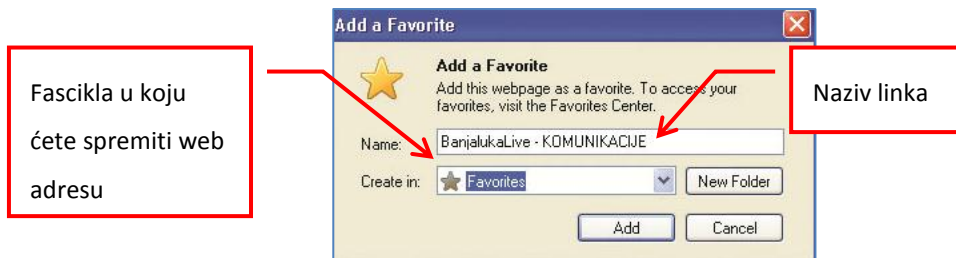 Add a Favorite
Fascikla u koju
ćete spremiti web
adresu
Add a Favorite
Add this webpage as a favorite. To access your
favorites, visit the Favorites Center.
Name: BanjalukaLive - KOMUNIKACIJE
Create in: Favorites New Folder
Add Cancel
Naziv linka